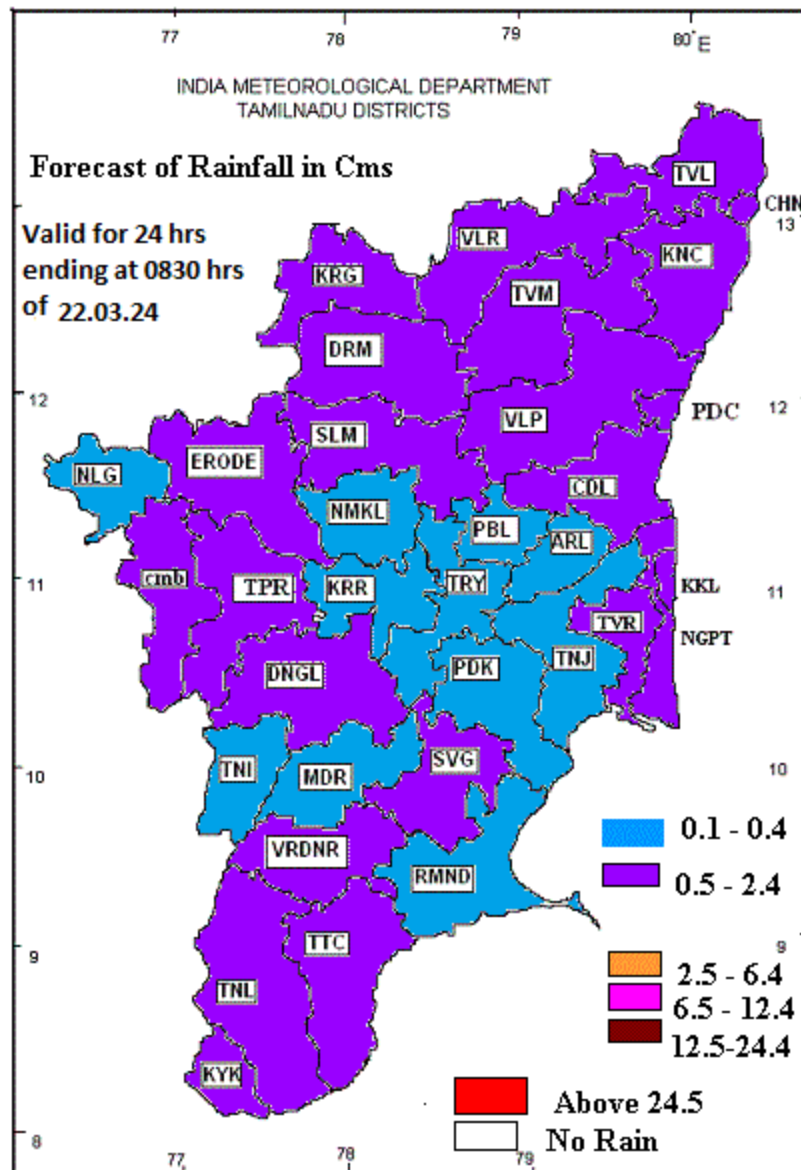 77 78 79 80°E
INDIA METEOROLOGICAL DEPARTMENT
TAMILNADU DISTRICTS
Forecast of Rainfall in Cms
Valid for 24 hrs
ending at 0830 hrs
of 22.03.24
TVL
CHN
13
VLR
KNC
KRG
TVM
DRM
12
12
PDC
VLP
SLM
ERODE
NLG
CDL
NMKL
PBL
ARL
11
cmb
TPR
KRR
TRY
KKL
11
TVR
NGPT
DNGL
PDK
TNJ
10
TNI
MDR
SVG
10
0.1 - 0.4
VRDNR
RMND
0.5 - 2.4
9
TTC
9
2.5 - 6.4
TNL
6.5 - 12.4
12.5-24.4
KYK
Above 24.5
8
No Rain
77 78 79